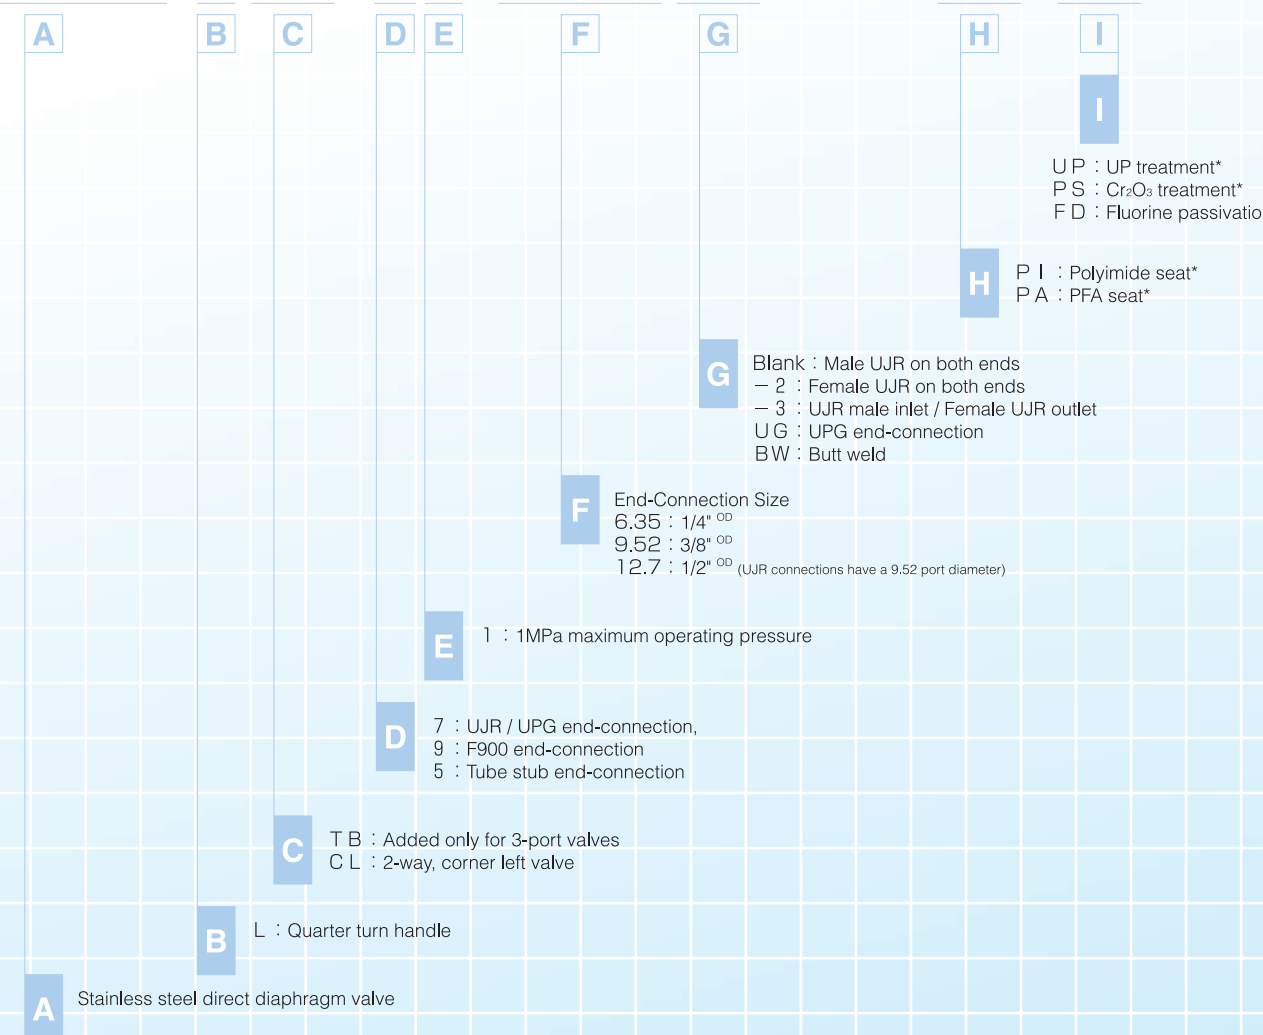 A B C D E F G H I
I
UP : UP treatment*
PS : Cr₂O₃ treatment*
FD : Fluorine
H
PI : Polyimide seat*
PA : PFA seat*
G
Blank : Male UJR on both ends
－2 : Female UJR on both ends
－3 : UJR male inlet / Female UJR outlet
UG : UPG end-connection
BW : Butt weld
F
End-Connection Size
6.35 : 1/4" OD
9.52 : 3/8" OD
12.7 : 1/2" OD (UJR connections have a 9.52 port diameter)
E
1 : 1MPa maximum operating pressure
D
7 : UJR / UPG end-connection,
9 : F900 end-connection
5 : Tube stub end-connection
C
TB : Added only for 3-port valves
CL : 2-way, corner left valve
B
L : Quarter turn handle
A
Stainless steel direct diaphragm valve